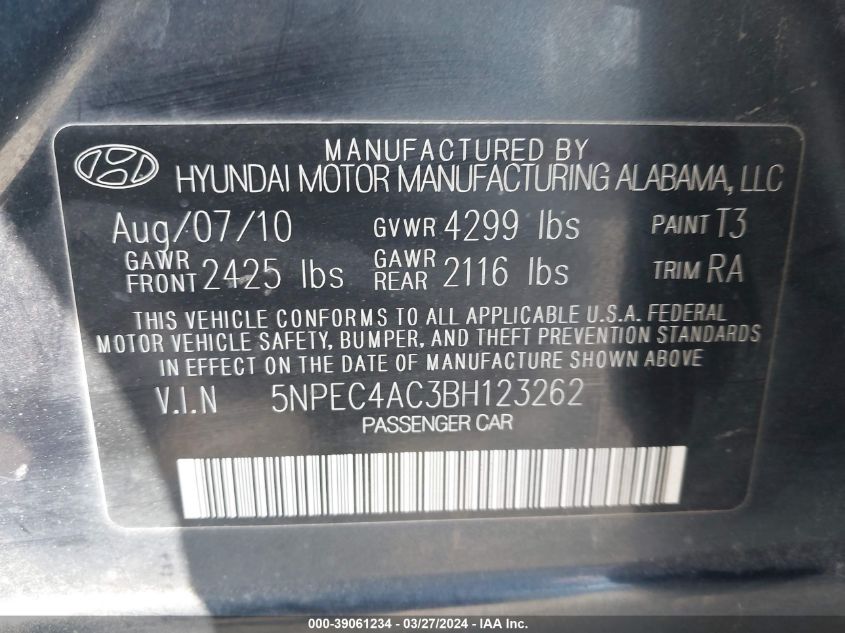 MANUFACTURED BY
HYUNDAI MOTOR MANUFACTURING ALABAMA, LLC
Aug/07/10 GVWR 4299 lbs PAINT T3
GAWR FRONT 2425 lbs GAWR REAR 2116 lbs TRIM RA
THIS VEHICLE CONFORMS TO ALL APPLICABLE U.S.A. FEDERAL
MOTOR VEHICLE SAFETY, BUMPER, AND THEFT PREVENTION STANDARDS
IN EFFECT ON THE DATE OF MANUFACTURE SHOWN ABOVE
V.I.N 5NPEC4AC3BH123262
PASSENGER CAR
000-39061234 - 03/27/2024 - IAA Inc.